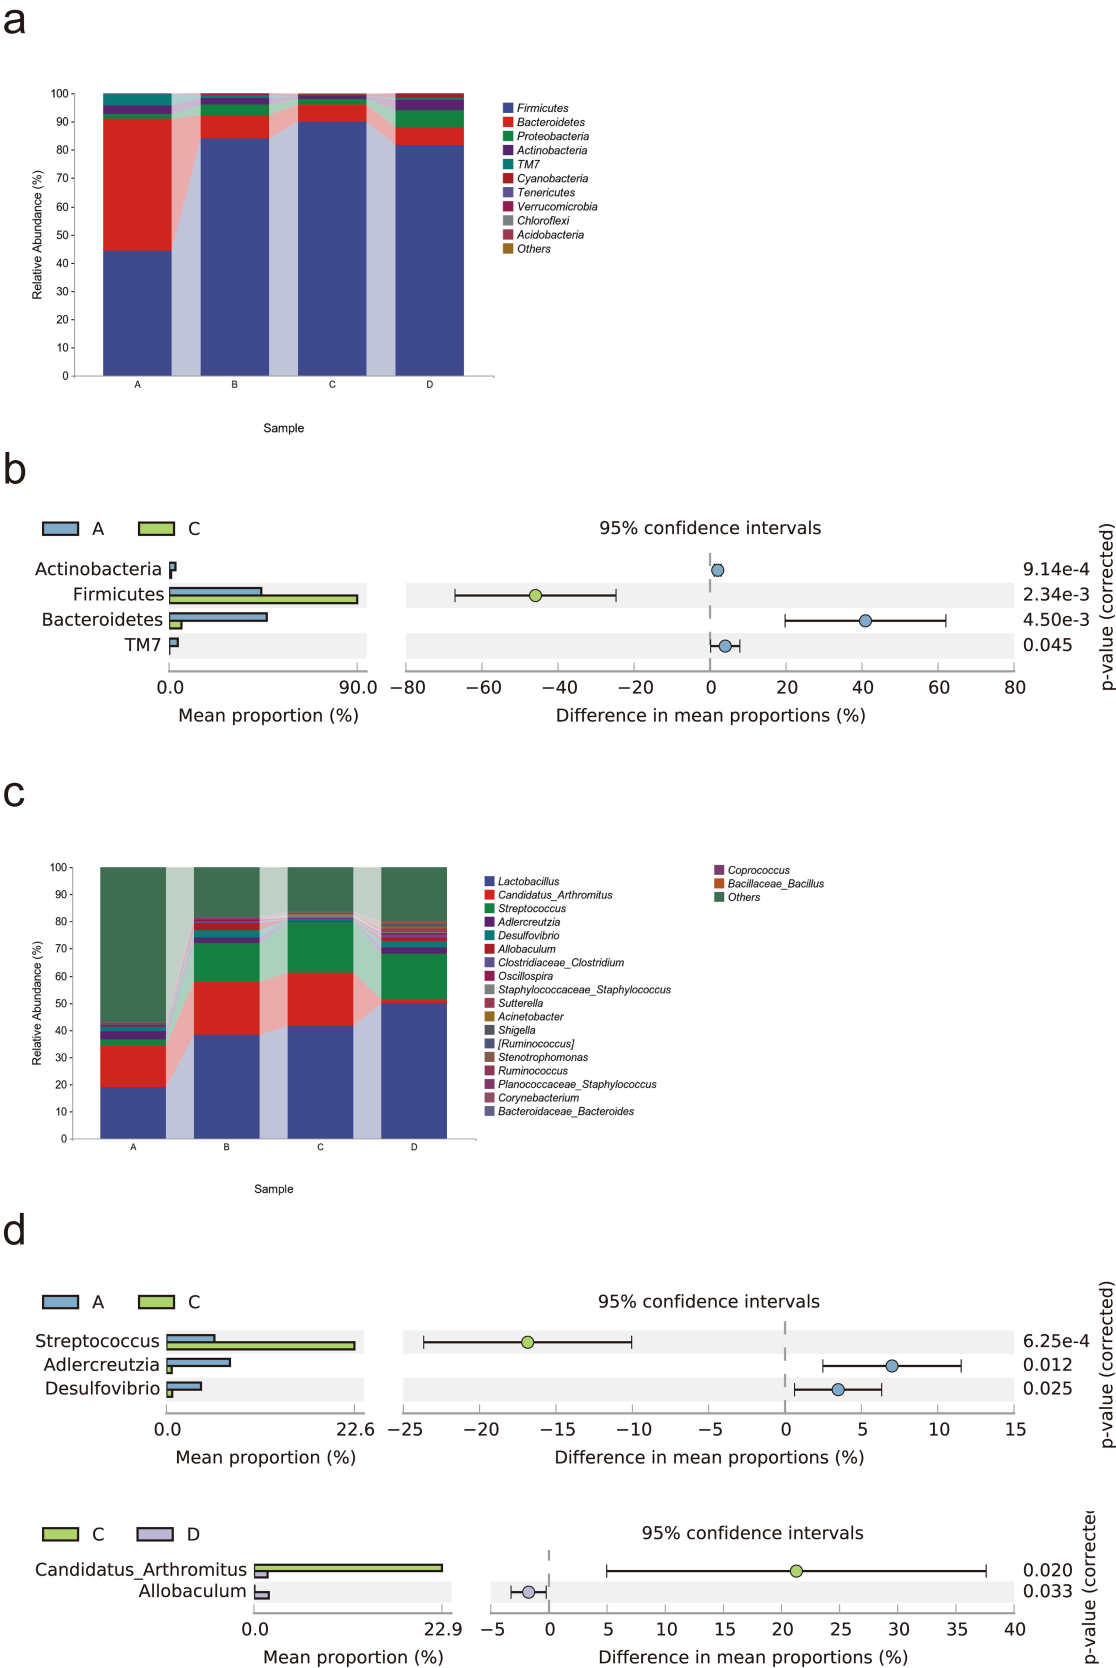 a
100
90
80
70
60
50
40
30
20
10
0
Relative Abundance (%)
A B C D
Sample
Firmicutes
Bacteroidetes
Proteobacteria
Actinobacteria
TM7
Cyanobacteria
Tenericutes
Verrucomicrobia
Chloroflexi
Acidobacteria
Others
b
A C
95% confidence intervals
Actinobacteria 9.14e-4
Firmicutes 2.34e-3
Bacteroidetes 4.50e-3
TM7 0.045
p-value (corrected)
0.0 90.0 −80 −60 −40 −20 0 20 40 60 80
Mean proportion (%) Difference in mean proportions (%)
c
100
90
80
70
60
50
40
30
20
10
0
Relative Abundance (%)
A B C D
Sample
Lactobacillus
Candidatus_Arthromitus
Streptococcus
Adlercreutzia
Desulfovibrio
Allobaculum
Clostridiaceae_Clostridium
Oscillospira
Staphylococcaceae_Staphylococcus
Sutterella
Acinetobacter
Shigella
[Ruminococcus]
Stenotrophomonas
Ruminococcus
Planococcaceae_Staphylococcus
Corynebacterium
Bacteroidaceae_Bacteroides
Coprococcus
Bacillaceae_Bacillus
Others
d
A C
95% confidence intervals
Streptococcus 6.25e-4
Adlercreutzia 0.012
Desulfovibrio 0.025
p-value (corrected)
0.0 22.6 −25 −20 −15 −10 −5 0 5 10 15
Mean proportion (%) Difference in mean proportions (%)
C D
95% confidence intervals
Candidatus_Arthromitus 0.020
Allobaculum 0.033
p-value (correcte
0.0 22.9 −5 0 5 10 15 20 25 30 35 40
Mean proportion (%) Difference in mean proportions (%)